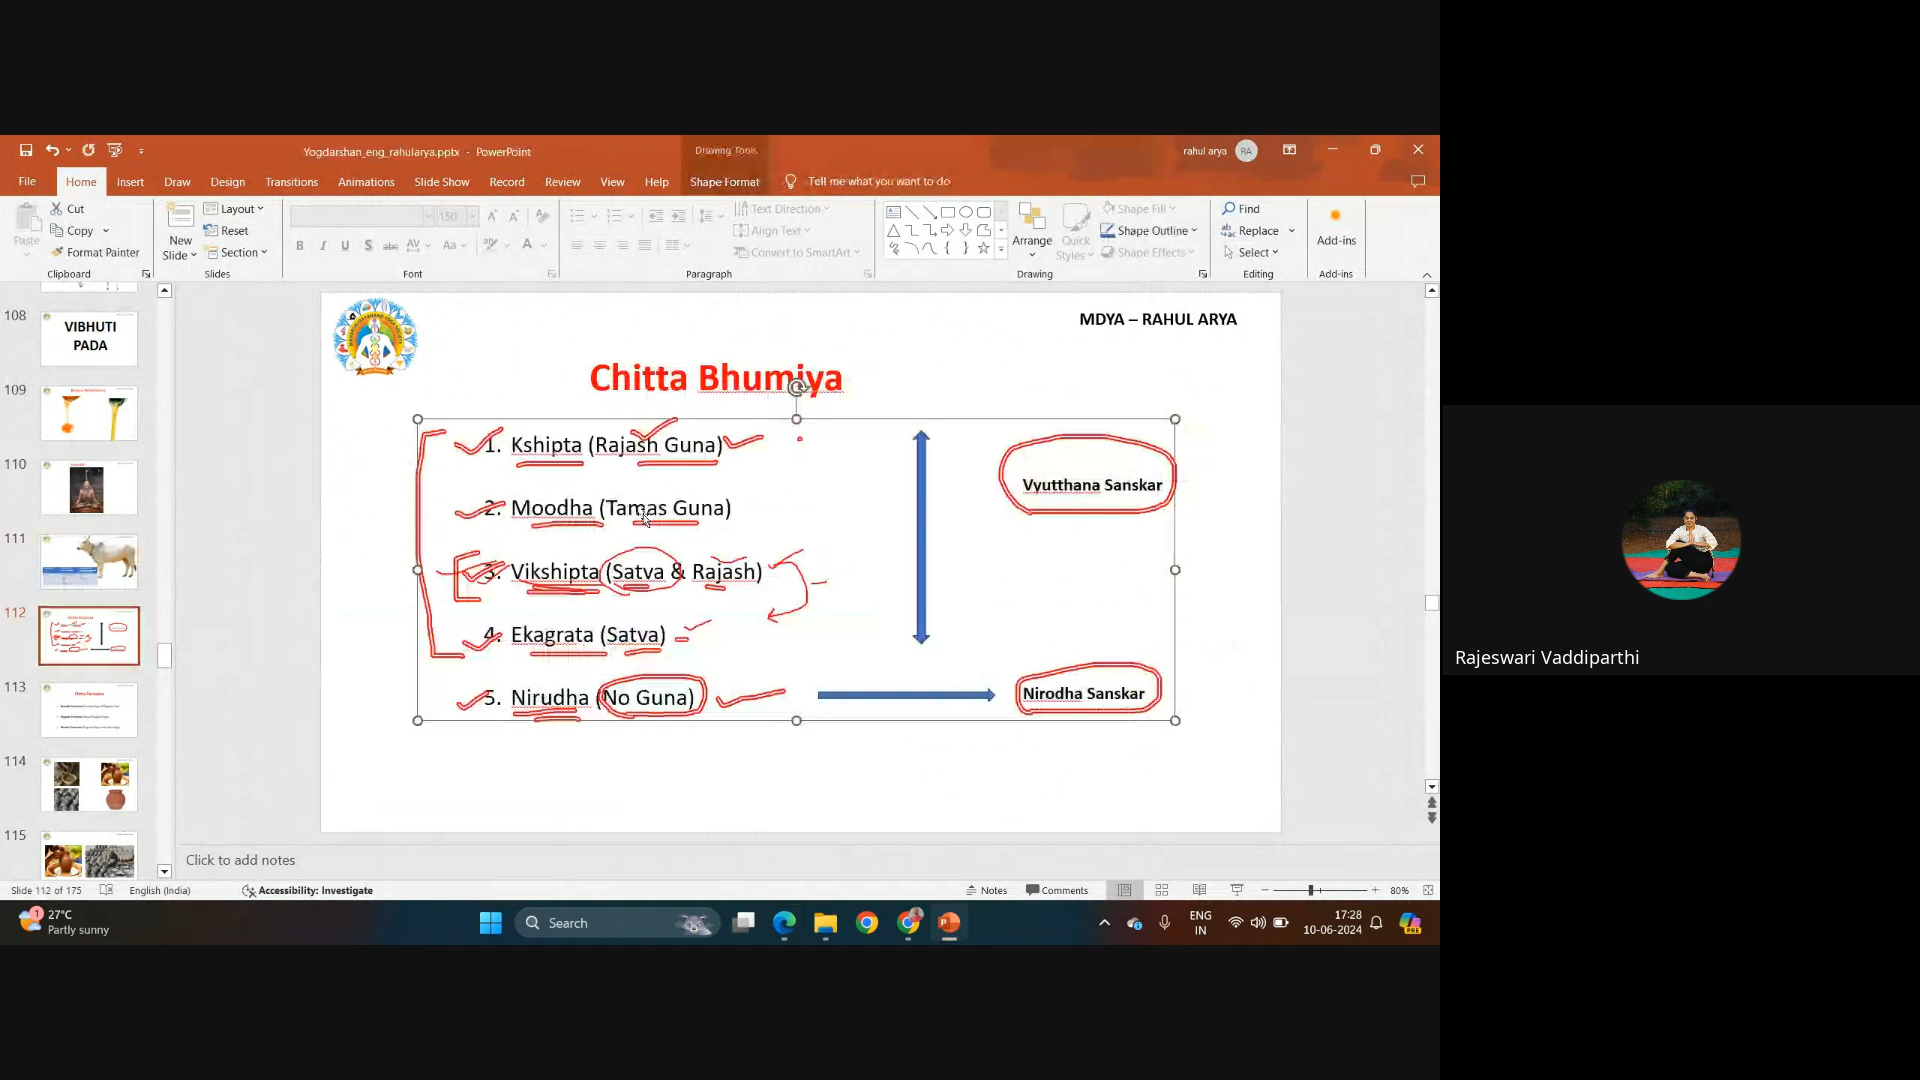 Yogdarshan_eng_rahularya.pptx - PowerPoint
Drawing Tools
rahul arya RA
File Home Insert Draw Design Transitions Animations Slide Show Record Review View Help Shape Format Tell me what you want to do
Paste
Cut
Copy
Format Painter
Clipboard
New Slide
Layout
Reset
Section
Slides
150
Font
Text Direction
Align Text
Convert to SmartArt
Paragraph
Arrange
Quick Styles
Shape Fill
Shape Outline
Shape Effects
Drawing
Find
Replace
Select
Editing
Add-ins
Add-ins
108
VIBHUTI
PADA
109
110
111
112
113
114
115
MDYA – RAHUL ARYA
Chitta Bhumiya
1. Kshipta (Rajash Guna)
2. Moodha (Tamas Guna)
3. Vikshipta (Satva & Rajash)
4. Ekagrata (Satva)
5. Nirudha (No Guna)
Vyutthana Sanskar
Nirodha Sanskar
Click to add notes
Slide 112 of 175 English (India) Accessibility: Investigate Notes Comments 80%
1
27°C
Partly sunny
Search
ENG
IN
17:28
10-06-2024
PRE
Rajeswari Vaddiparthi